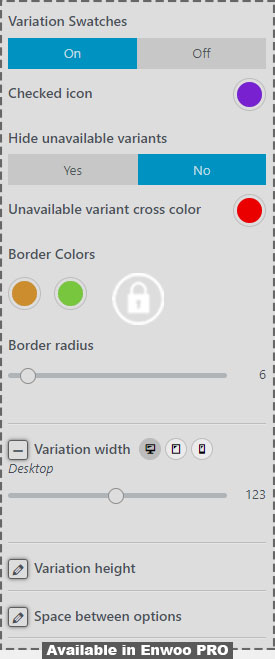 Variation Swatches
On Off
Checked icon
Hide unavailable variants
Yes No
Unavailable variant cross color
Border Colors
Border radius
6
Variation width
Desktop
123
Variation height
Space between options
Available in Enwoo PRO